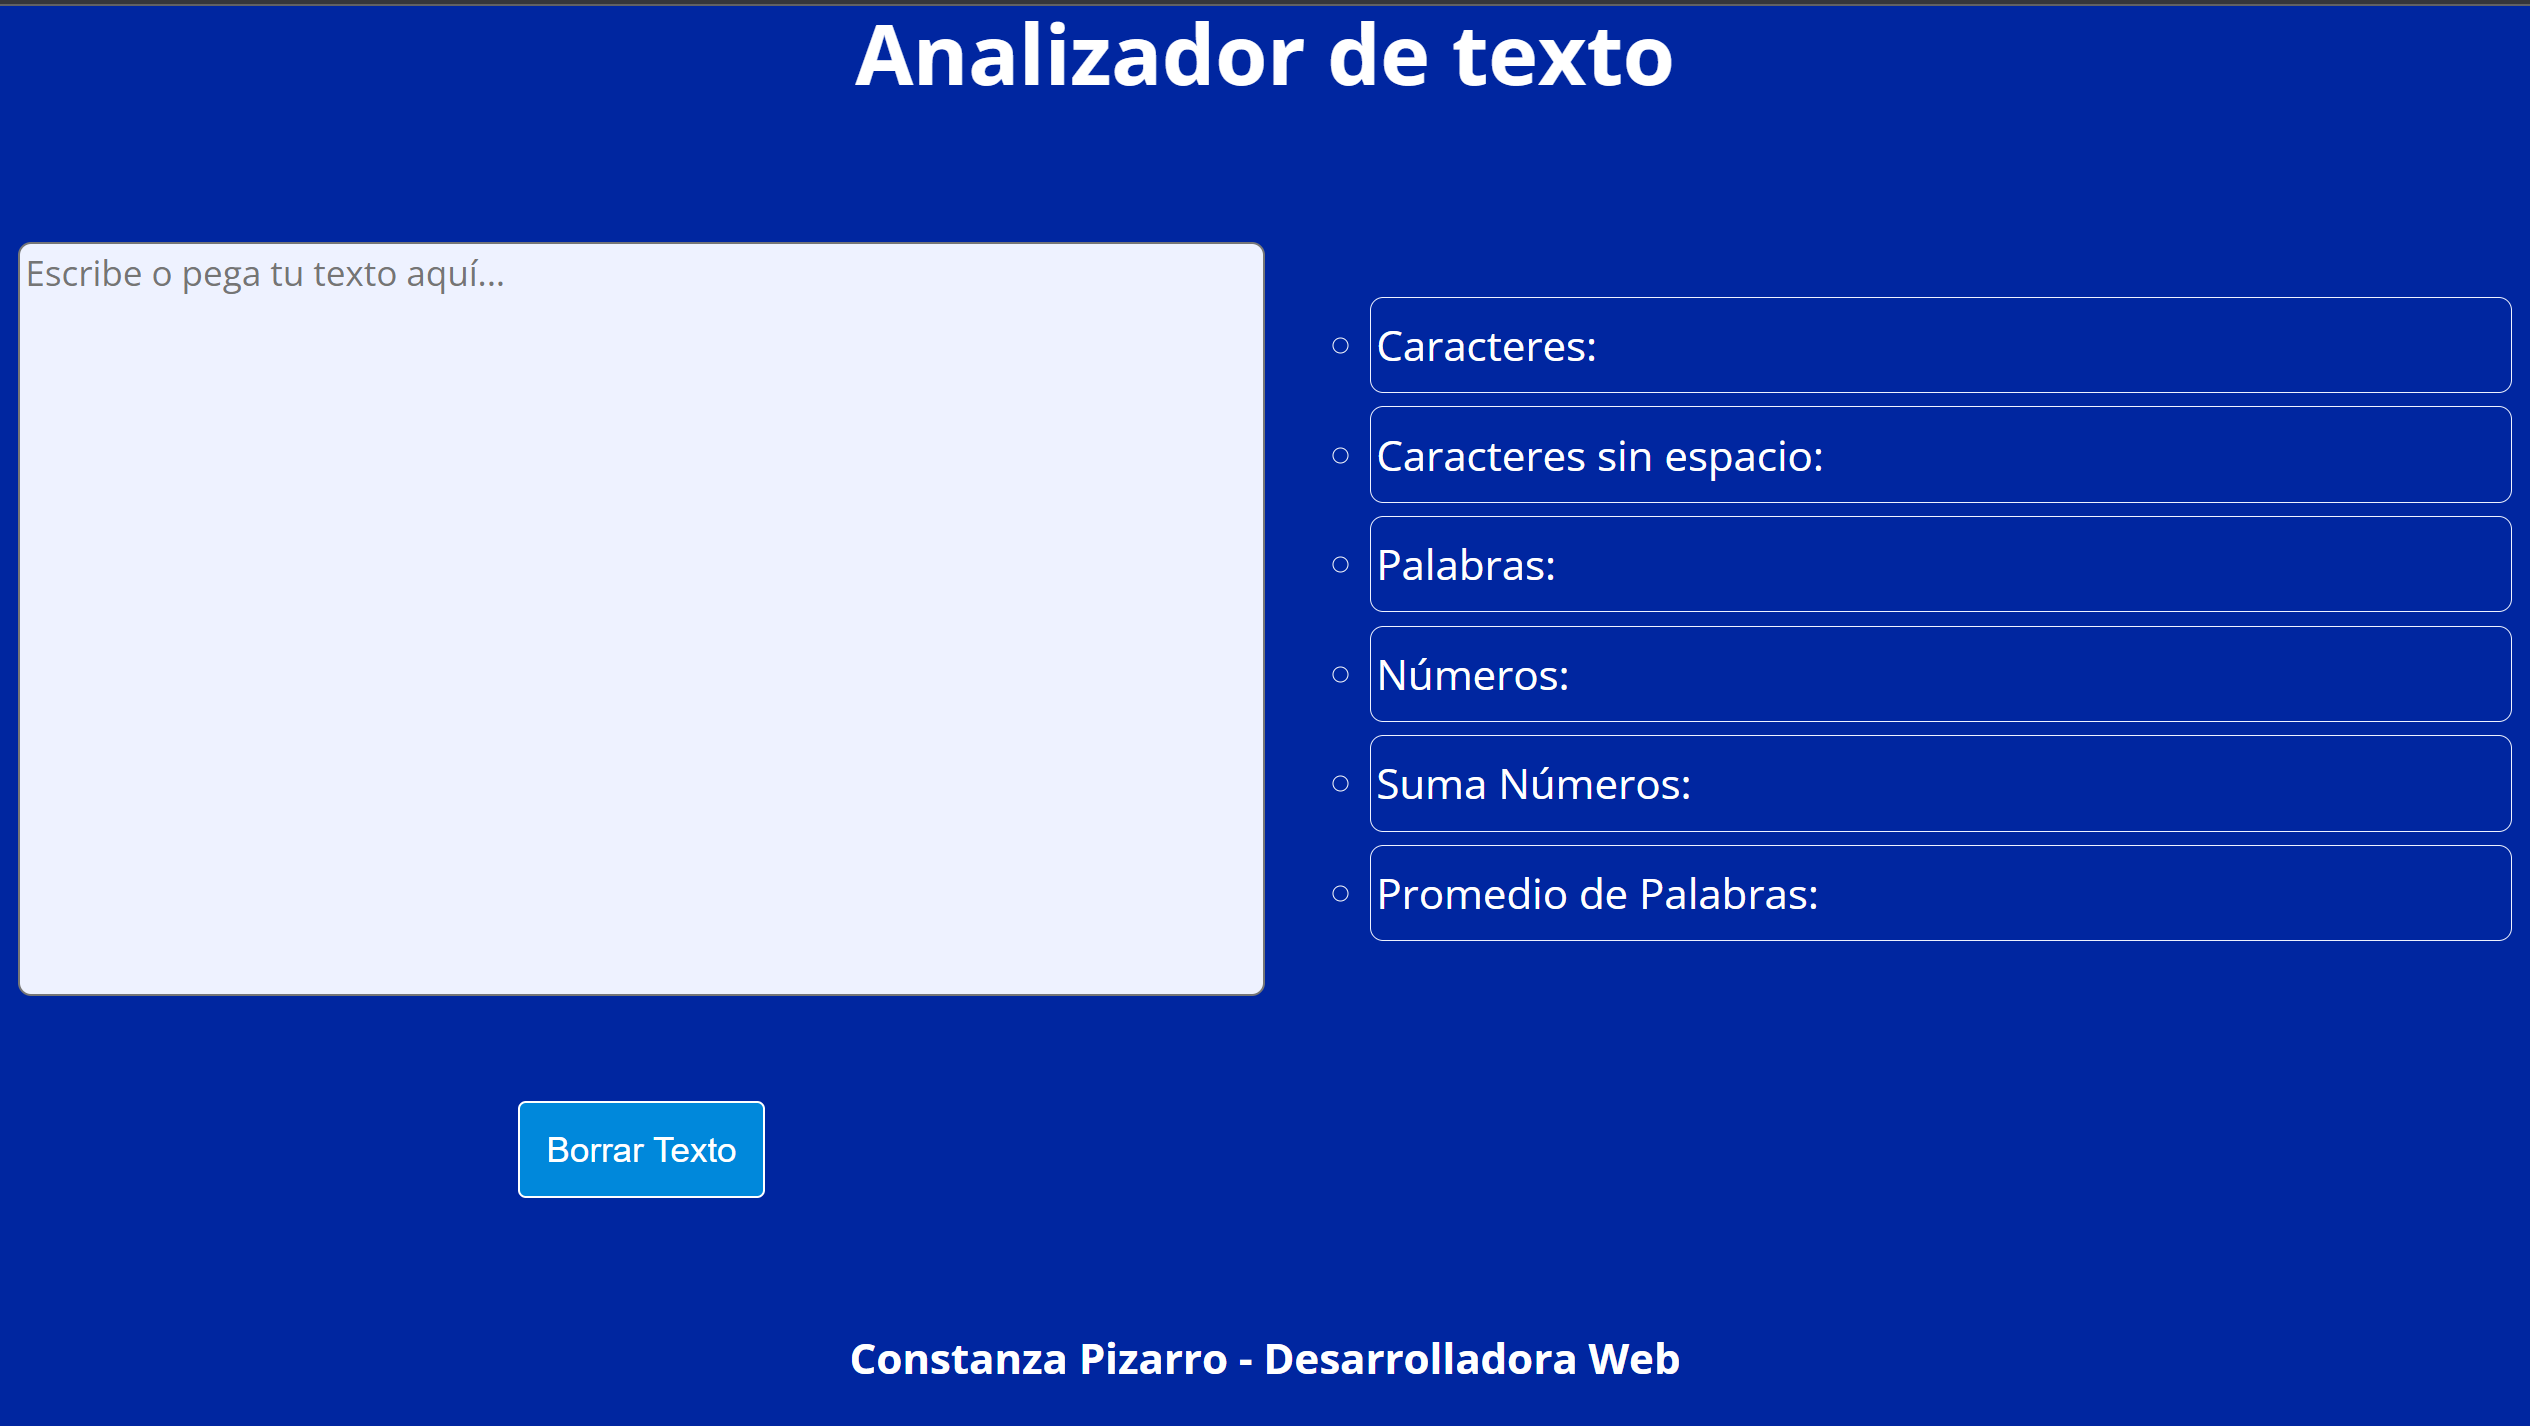 Analizador de texto
Escribe o pega tu texto aquí...
Caracteres:
Caracteres sin espacio:
Palabras:
Números:
Suma Números:
Promedio de Palabras:
Borrar Texto
Constanza Pizarro - Desarrolladora Web